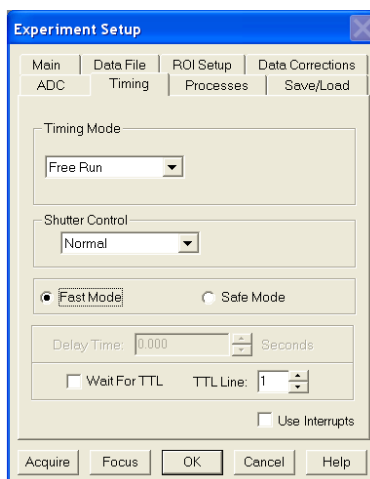 Experiment Setup
Main Data File ROI Setup Data Corrections
ADC Timing Processes Save/Load
Timing Mode
Free Run
Shutter Control
Normal
Fast Mode Safe Mode
Delay Time: 0.000 Seconds
Wait For TTL TTL Line: 1
Use Interrupts
Acquire Focus OK Cancel Help